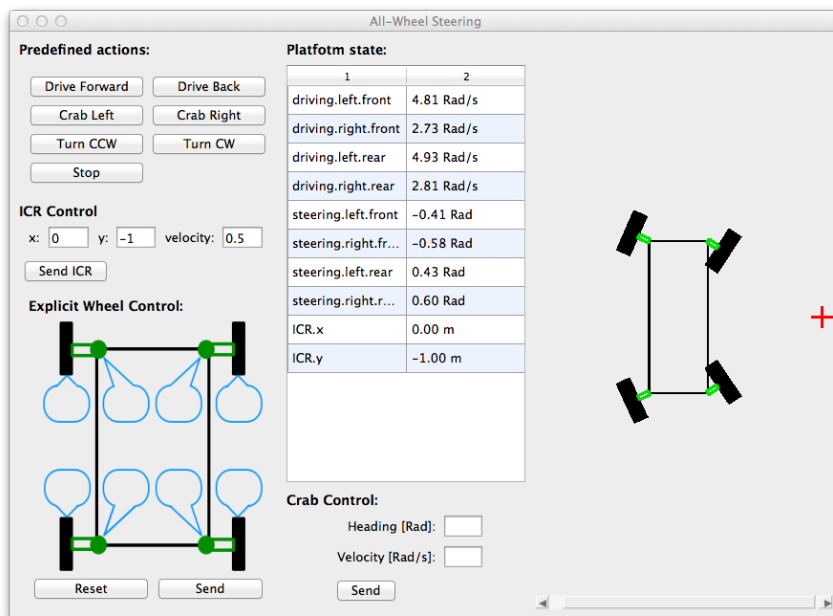 All-Wheel Steering
Predefined actions:
Drive Forward Drive Back
Crab Left Crab Right
Turn CCW Turn CW
Stop
ICR Control
x: 0 y: -1 velocity: 0.5
Send ICR
Explicit Wheel Control:
Reset Send
Platfotm state:
1 2
driving.left.front 4.81 Rad/s
driving.right.front 2.73 Rad/s
driving.left.rear 4.93 Rad/s
driving.right.rear 2.81 Rad/s
steering.left.front -0.41 Rad
steering.right.fr... -0.58 Rad
steering.left.rear 0.43 Rad
steering.right.r... 0.60 Rad
ICR.x 0.00 m
ICR.y -1.00 m
Crab Control:
Heading [Rad]:
Velocity [Rad/s]:
Send